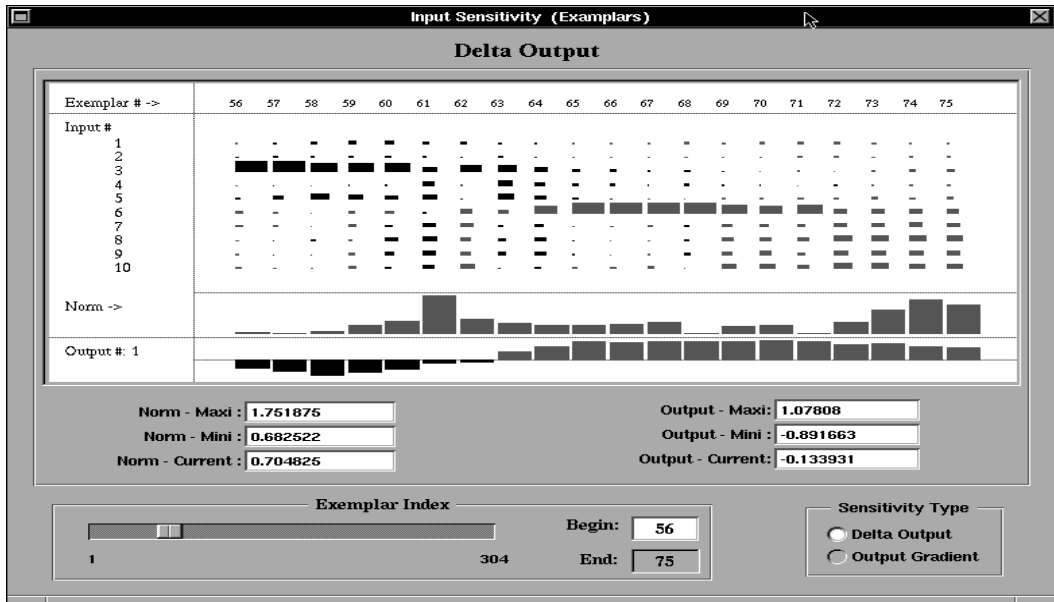 Input Sensitivity (Examplars)
Delta Output
Exemplar # -> 56 57 58 59 60 61 62 63 64 65 66 67 68 69 70 71 72 73 74 75
Input #
1
2
3
4
5
6
7
8
9
10
Norm ->
Output #: 1
Norm - Maxi : 1.751875 Output - Maxi: 1.07808
Norm - Mini : 0.682522 Output - Mini : -0.891663
Norm - Current : 0.704825 Output - Current: -0.133931
Exemplar Index
Sensitivity Type
Begin: 56
Delta Output
1 304 End: 75
Output Gradient